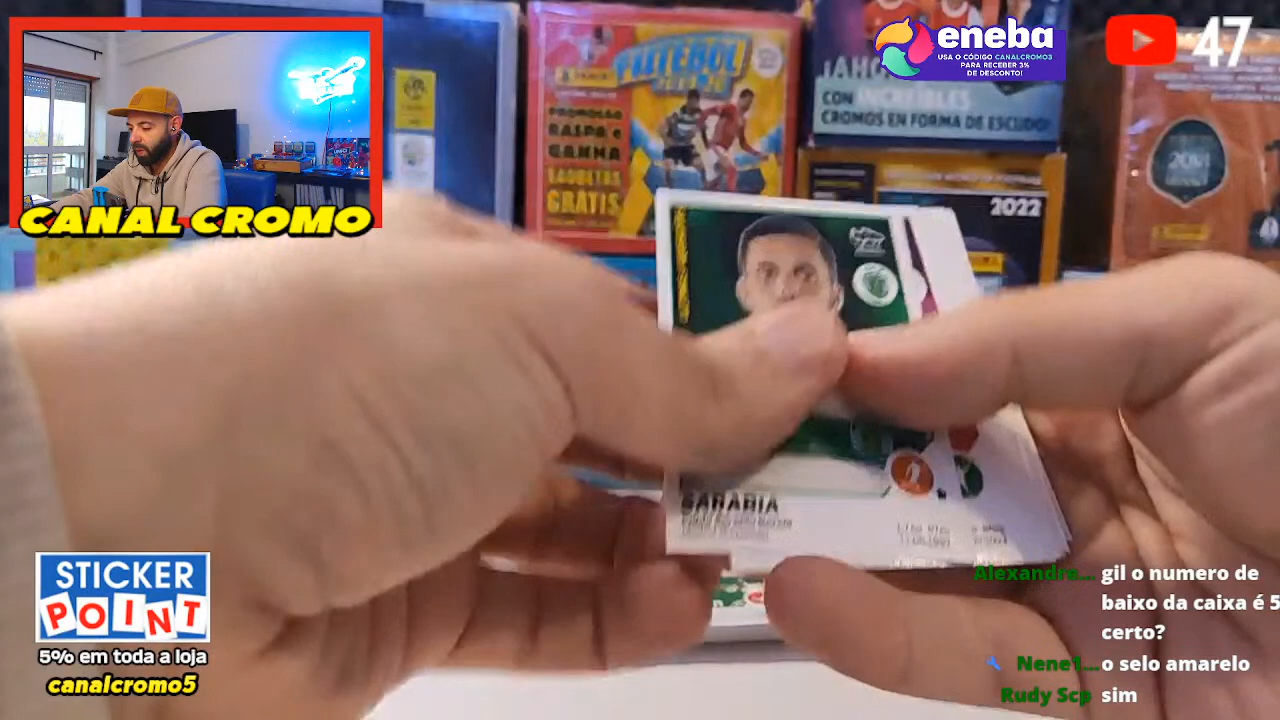 CANAL CROMO
PANINI
FUTEBOL
PROMOÇÃO
RASPA e
GANHA
SAQUETAS
GRÁTIS
CON INCREÍBLES
CROMOS EN FORMA DE ESCUDO!
2022
eneba
USA O CÓDIGO CANALCROMO3
PARA RECEBER 3%
DE DESCONTO!
47
STICKER
POINT
5% em toda a loja
canalcromo5
Alexandre... gil o numero de
baixo da caixa é 5
certo?
Nene1... o selo amarelo
Rudy Scp sim